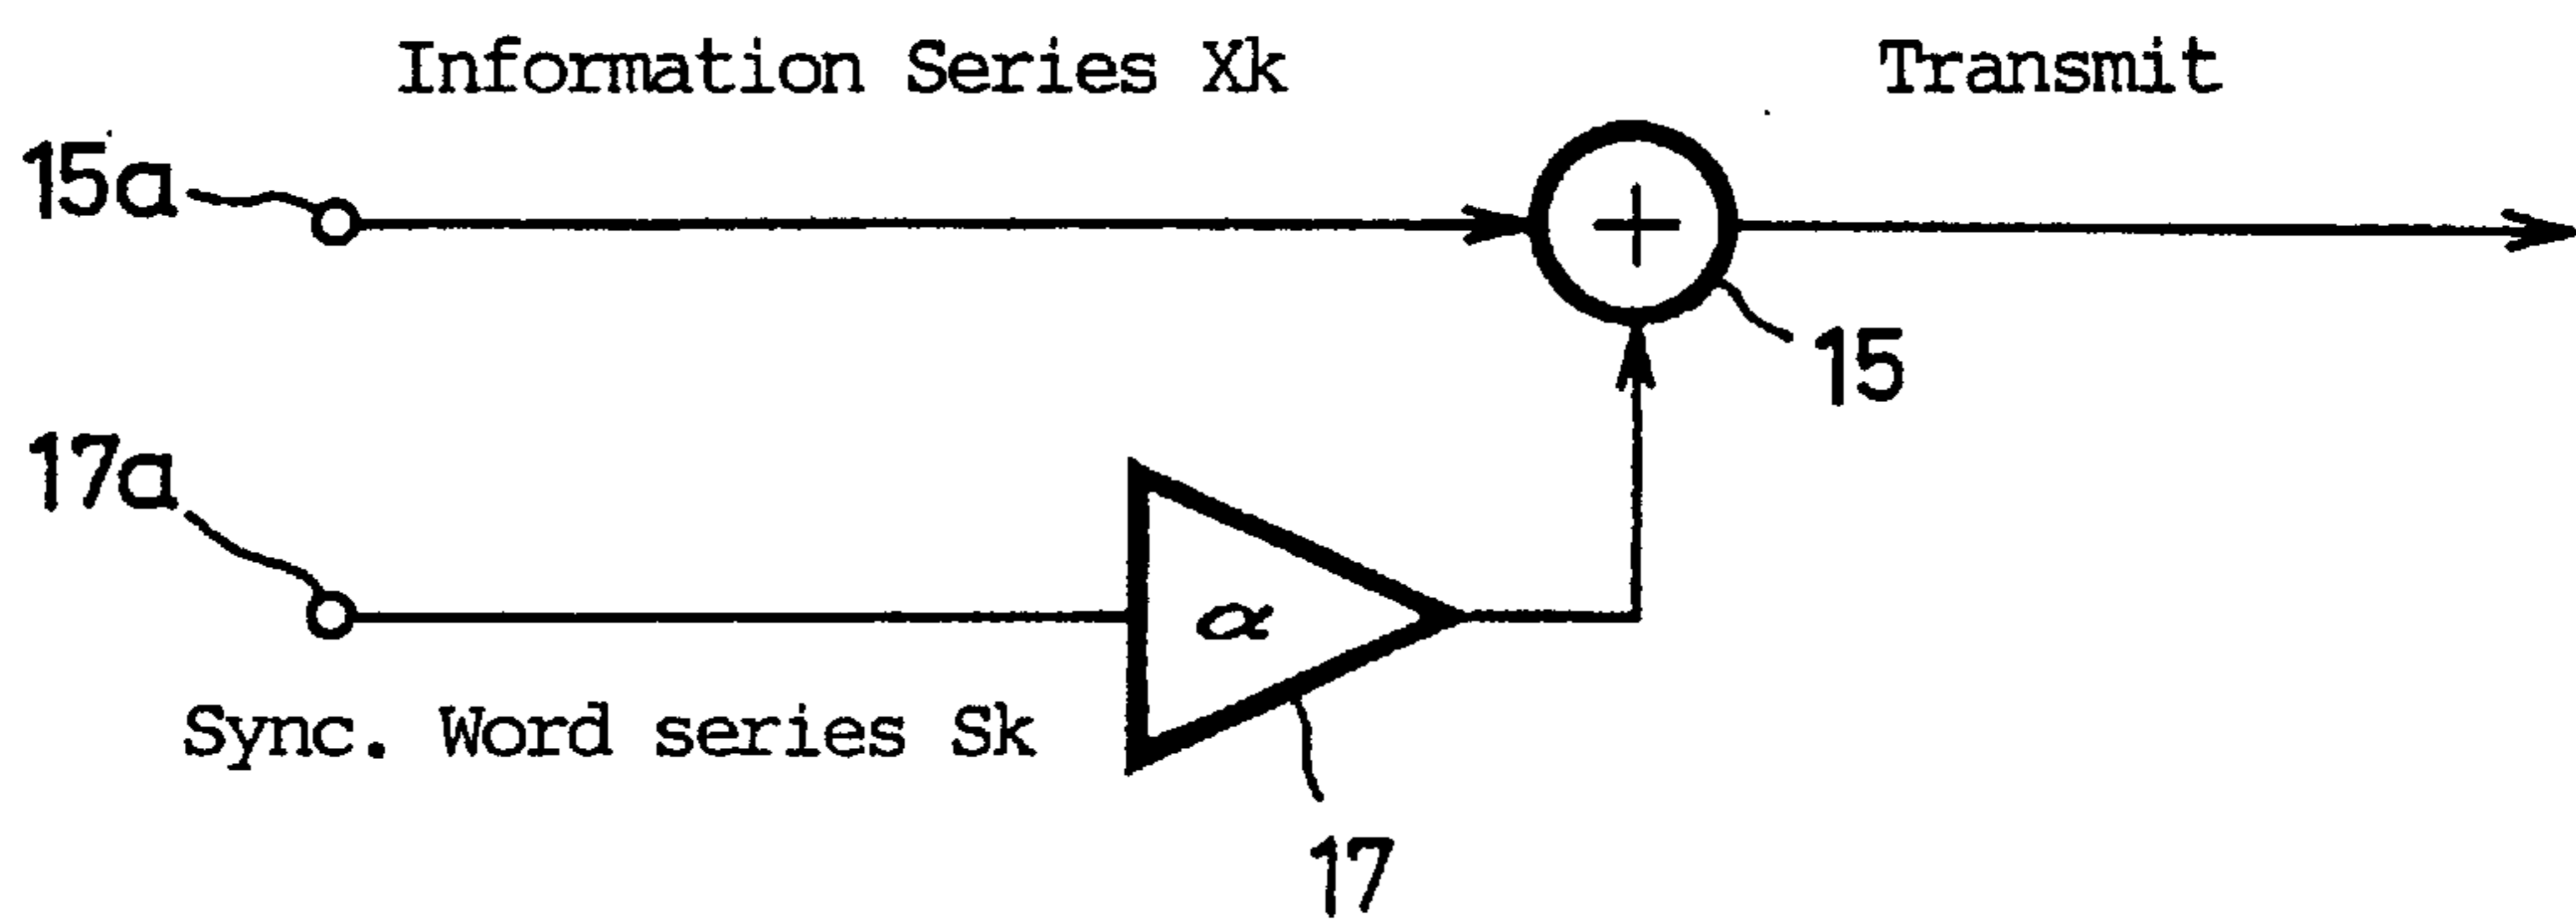 Information Series Xk
Transmit
15a
+
15
17a
α
Sync. Word series Sk
17